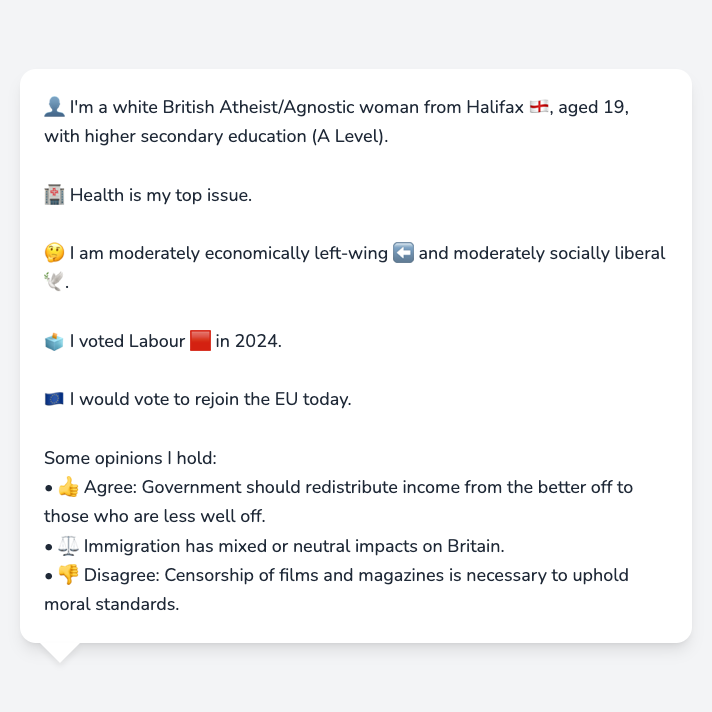 👤 I'm a white British Atheist/Agnostic woman from Halifax 🏴󠁧󠁢󠁥󠁮󠁧󠁿, aged 19,
with higher secondary education (A Level).
🏥 Health is my top issue.
🤔 I am moderately economically left-wing ⬅️ and moderately socially liberal
🕊️.
🗳️ I voted Labour 🟥 in 2024.
🇪🇺 I would vote to rejoin the EU today.
Some opinions I hold:
• 👍 Agree: Government should redistribute income from the better off to
those who are less well off.
• ⚖️ Immigration has mixed or neutral impacts on Britain.
• 👎 Disagree: Censorship of films and magazines is necessary to uphold
moral standards.